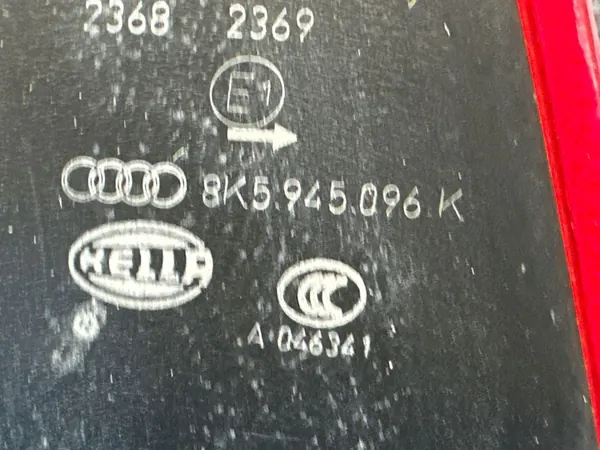 2368 2369
E1
8K5.945.096.K
HELLA
CCC
A 046341